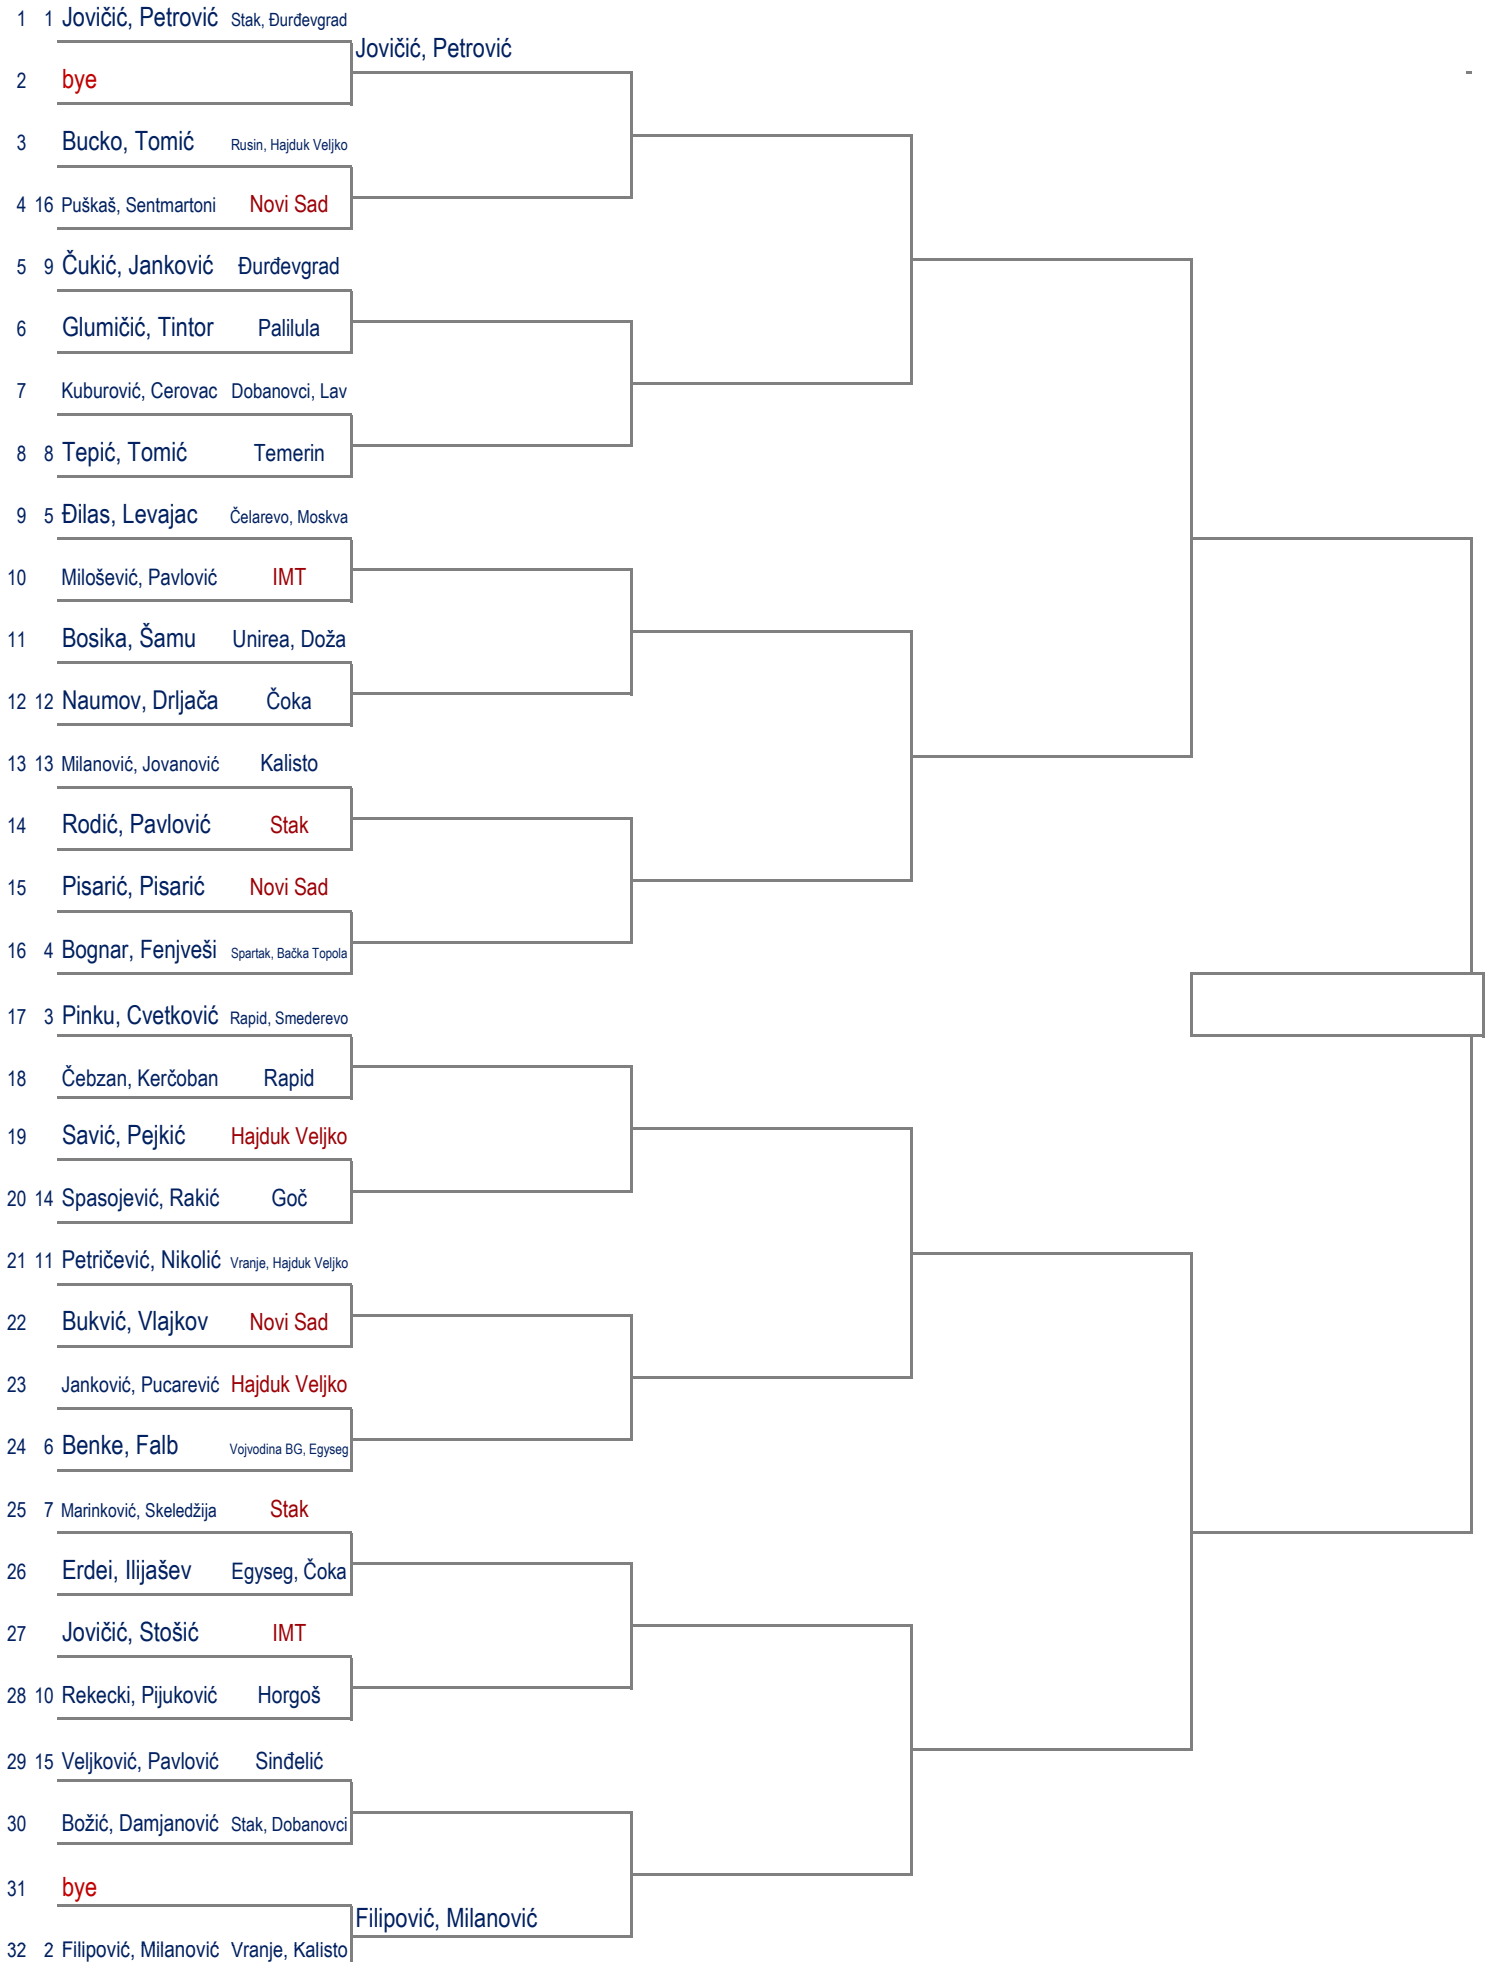 1 1 Jovičić, Petrović Stak, Đurđevgrad
Jovičić, Petrović
2 bye
-
3 Bucko, Tomić Rusin, Hajduk Veljko
4 16 Puškaš, Sentmartoni Novi Sad
5 9 Čukić, Janković Đurđevgrad
6 Glumičić, Tintor Palilula
7 Kuburović, Cerovac Dobanovci, Lav
8 8 Tepić, Tomić Temerin
9 5 Đilas, Levajac Čelarevo, Moskva
10 Milošević, Pavlović IMT
11 Bosika, Šamu Unirea, Doža
12 12 Naumov, Drljača Čoka
13 13 Milanović, Jovanović Kalisto
14 Rodić, Pavlović Stak
15 Pisarić, Pisarić Novi Sad
16 4 Bognar, Fenjveši Spartak, Bačka Topola
17 3 Pinku, Cvetković Rapid, Smederevo
18 Čebzan, Kerčoban Rapid
19 Savić, Pejkić Hajduk Veljko
20 14 Spasojević, Rakić Goč
21 11 Petričević, Nikolić Vranje, Hajduk Veljko
22 Bukvić, Vlajkov Novi Sad
23 Janković, Pucarević Hajduk Veljko
24 6 Benke, Falb Vojvodina BG, Egyseg
25 7 Marinković, Skeledžija Stak
26 Erdei, Ilijašev Egyseg, Čoka
27 Jovičić, Stošić IMT
28 10 Rekecki, Pijuković Horgoš
29 15 Veljković, Pavlović Sinđelić
30 Božić, Damjanović Stak, Dobanovci
31 bye
Filipović, Milanović
32 2 Filipović, Milanović Vranje, Kalisto